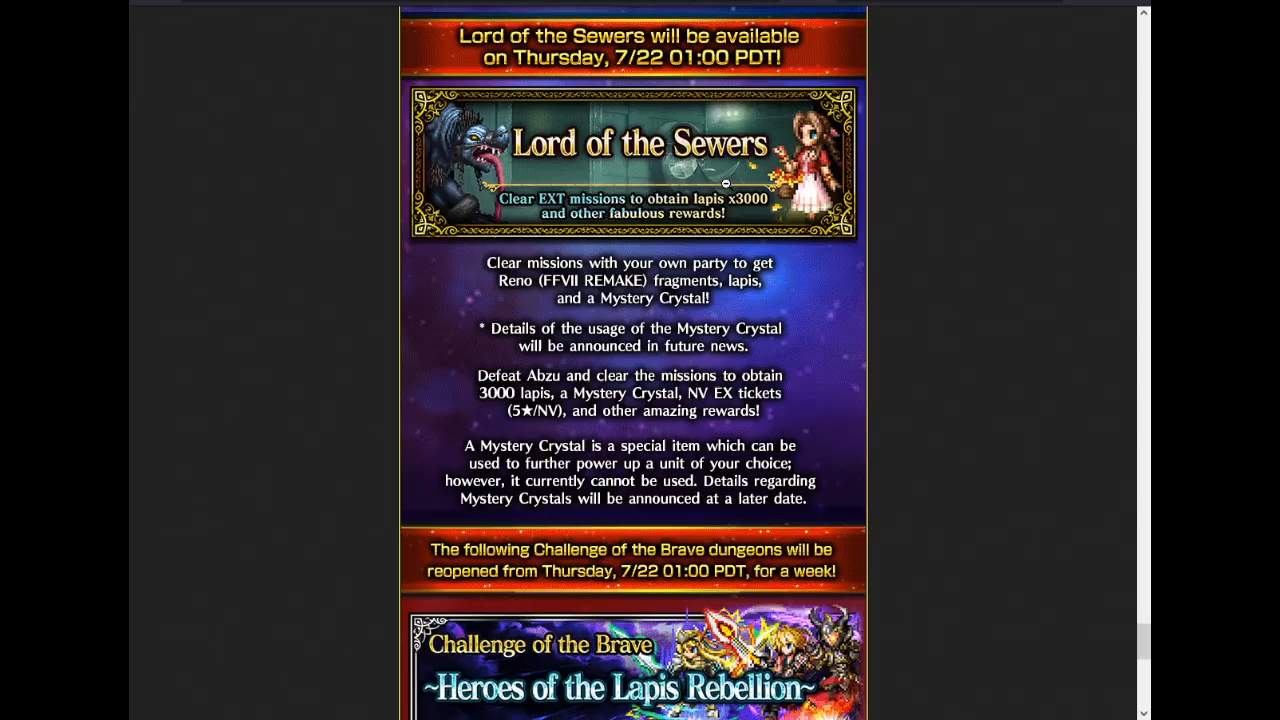 Lord of the Sewers will be available
on Thursday, 7/22 01:00 PDT!
Lord of the Sewers
Clear EXT missions to obtain lapis x3000
and other fabulous rewards!
Clear missions with your own party to get
Reno (FFVII REMAKE) fragments, lapis,
and a Mystery Crystal!
* Details of the usage of the Mystery Crystal
will be announced in future news.
Defeat Abzu and clear the missions to obtain
3000 lapis, a Mystery Crystal, NV EX tickets
(5★/NV), and other amazing rewards!
A Mystery Crystal is a special item which can be
used to further power up a unit of your choice;
however, it currently cannot be used. Details regarding
Mystery Crystals will be announced at a later date.
The following Challenge of the Brave dungeons will be
reopened from Thursday, 7/22 01:00 PDT, for a week!
Challenge of the Brave
~Heroes of the Lapis Rebellion~